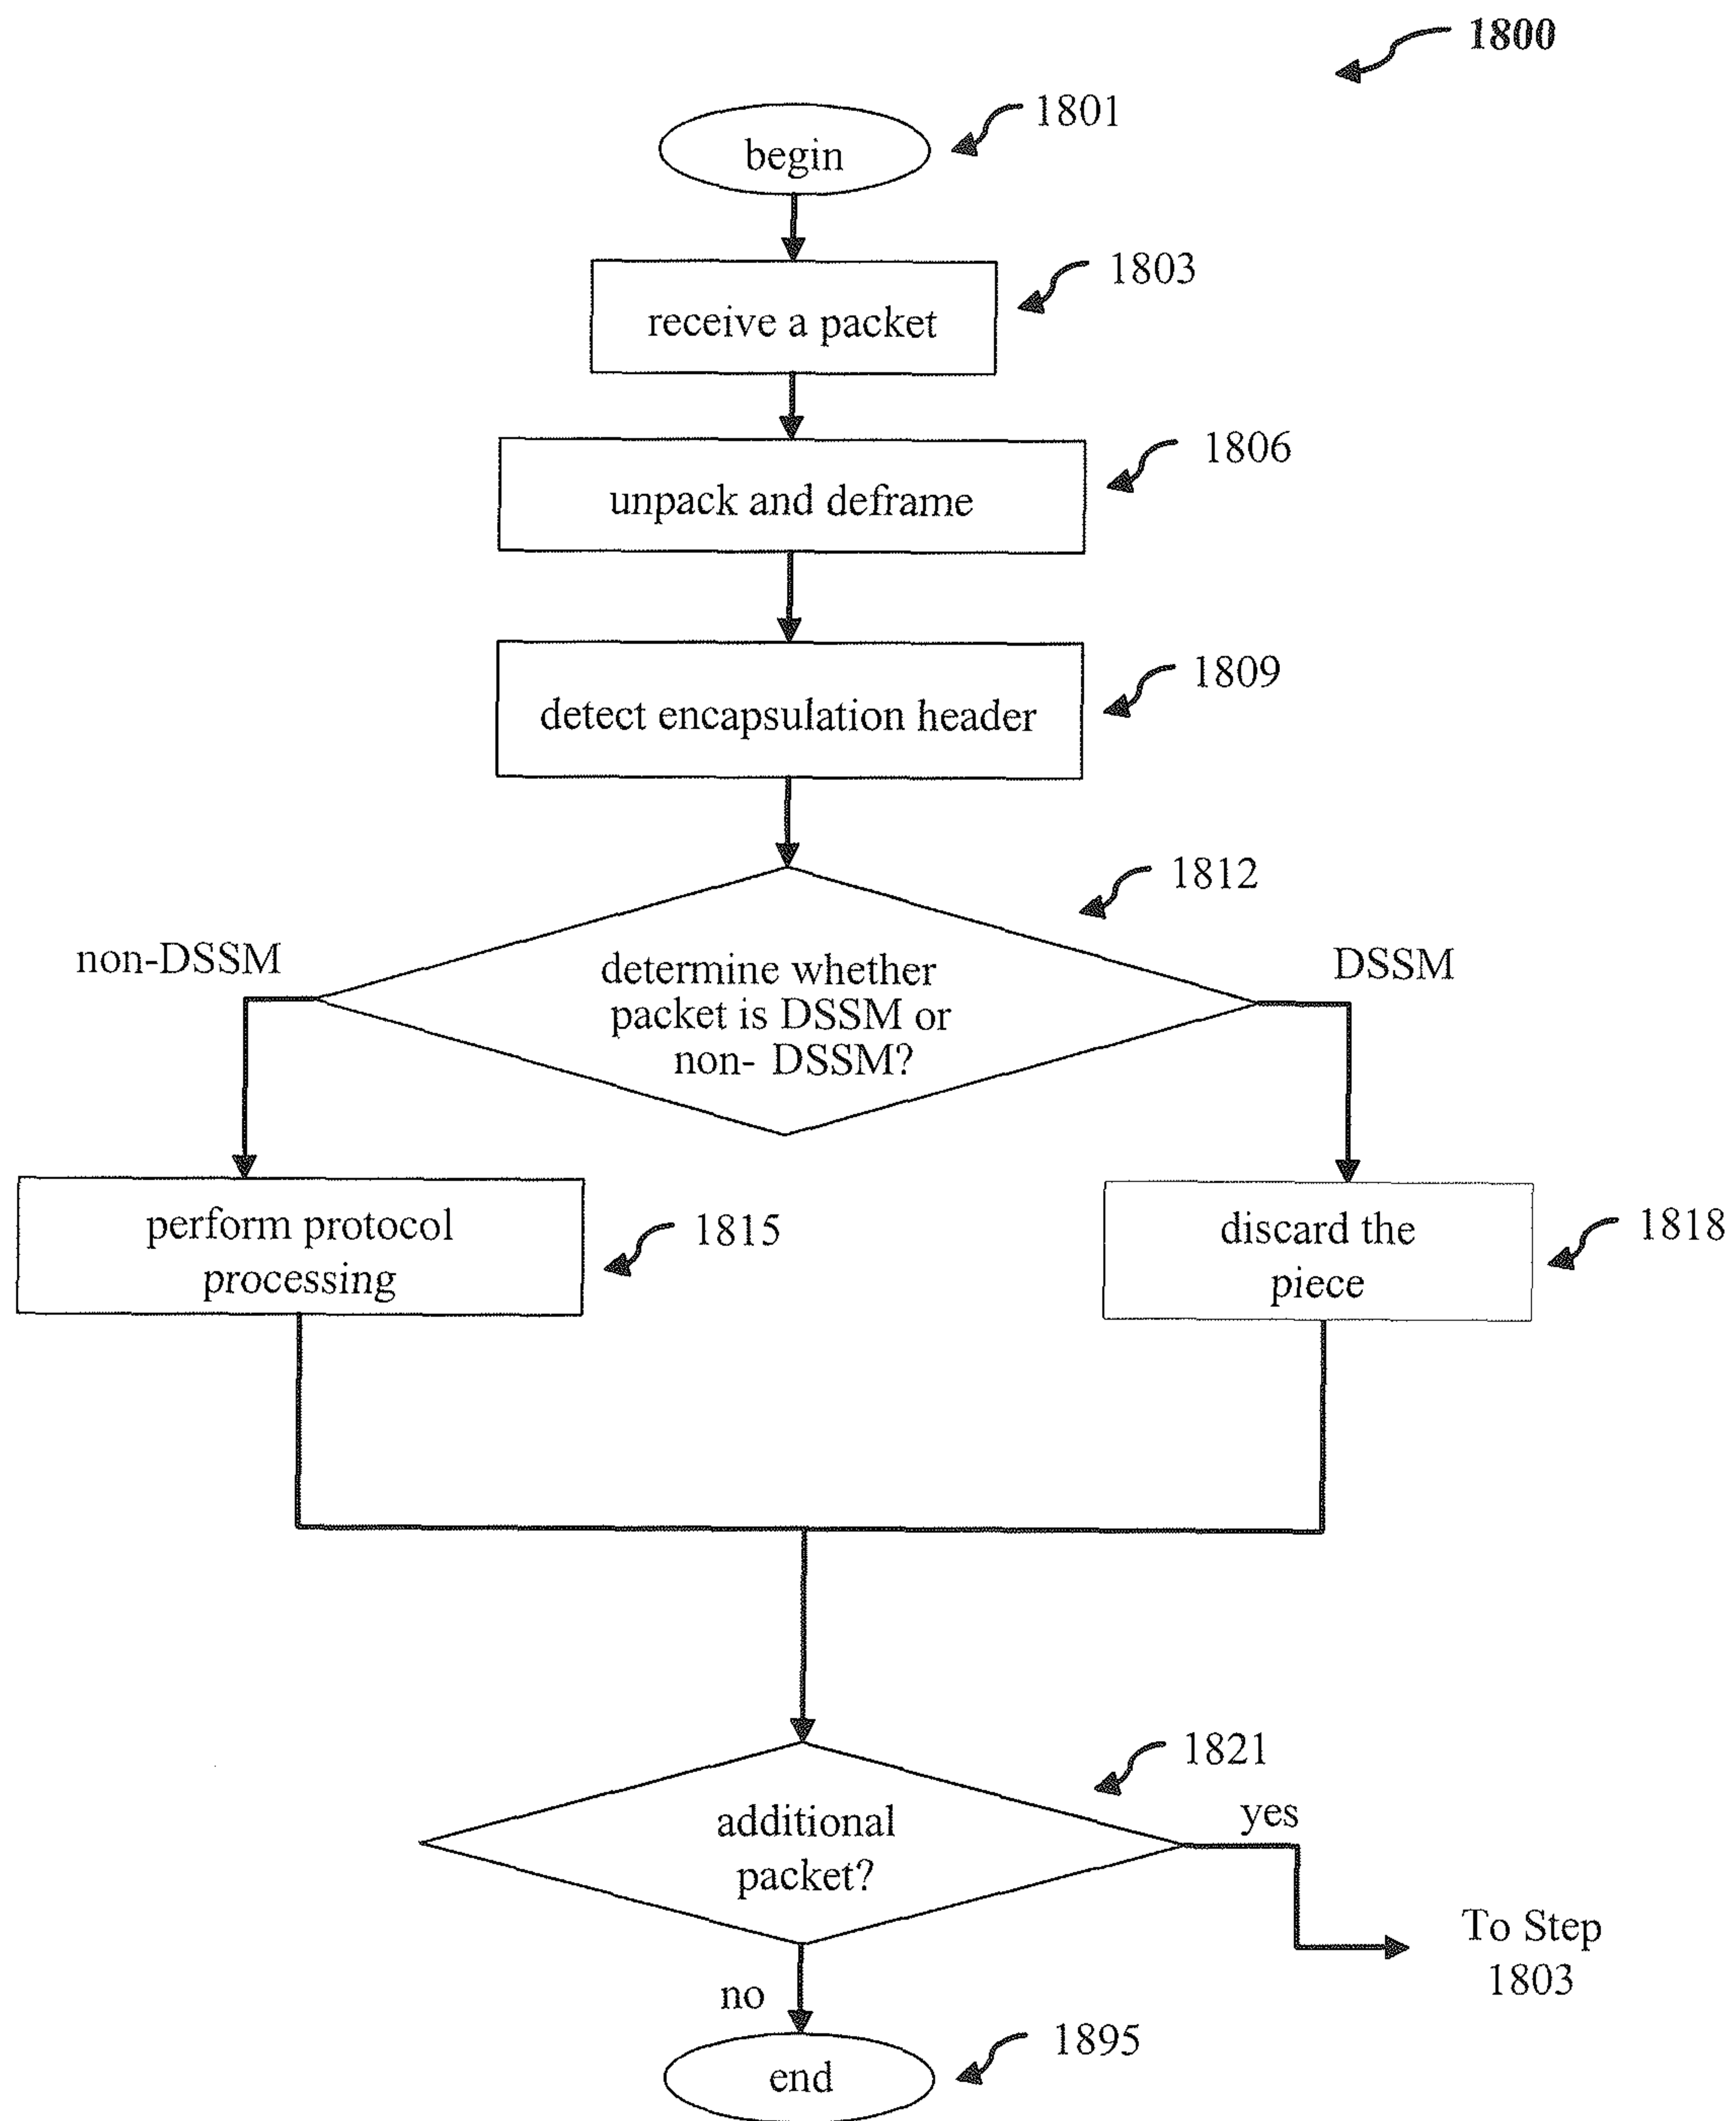 1800
begin
1801
receive a packet
1803
unpack and deframe
1806
detect encapsulation header
1809
1812
non-DSSM
DSSM
determine whether
packet is DSSM or
non- DSSM?
perform protocol
processing
1815
discard the
piece
1818
1821
additional
packet?
yes
To Step
1803
no
end
1895